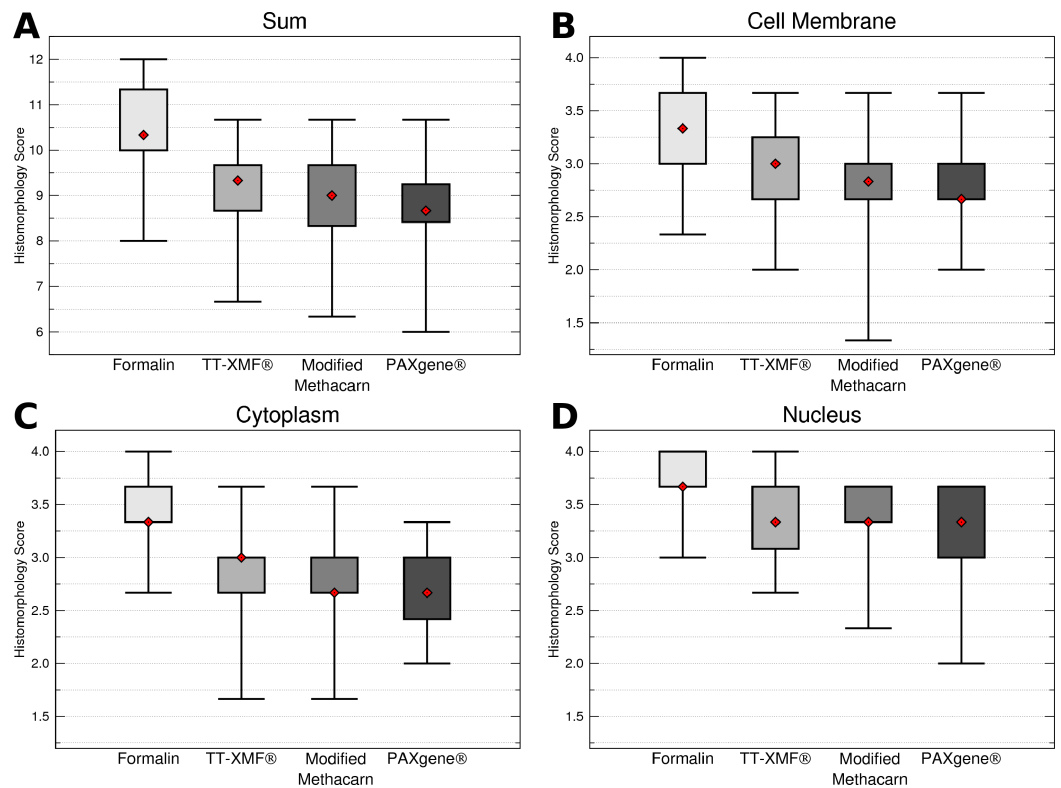 A
Sum
Histomorphology Score
12
11
10
9
8
7
6
Formalin
TT-XMF®
Modified
Methacarn
PAXgene®
B
Cell Membrane
Histomorphology Score
4.0
3.5
3.0
2.5
2.0
1.5
Formalin
TT-XMF®
Modified
Methacarn
PAXgene®
C
Cytoplasm
Histomorphology Score
4.0
3.5
3.0
2.5
2.0
1.5
Formalin
TT-XMF®
Modified
Methacarn
PAXgene®
D
Nucleus
Histomorphology Score
4.0
3.5
3.0
2.5
2.0
1.5
Formalin
TT-XMF®
Modified
Methacarn
PAXgene®